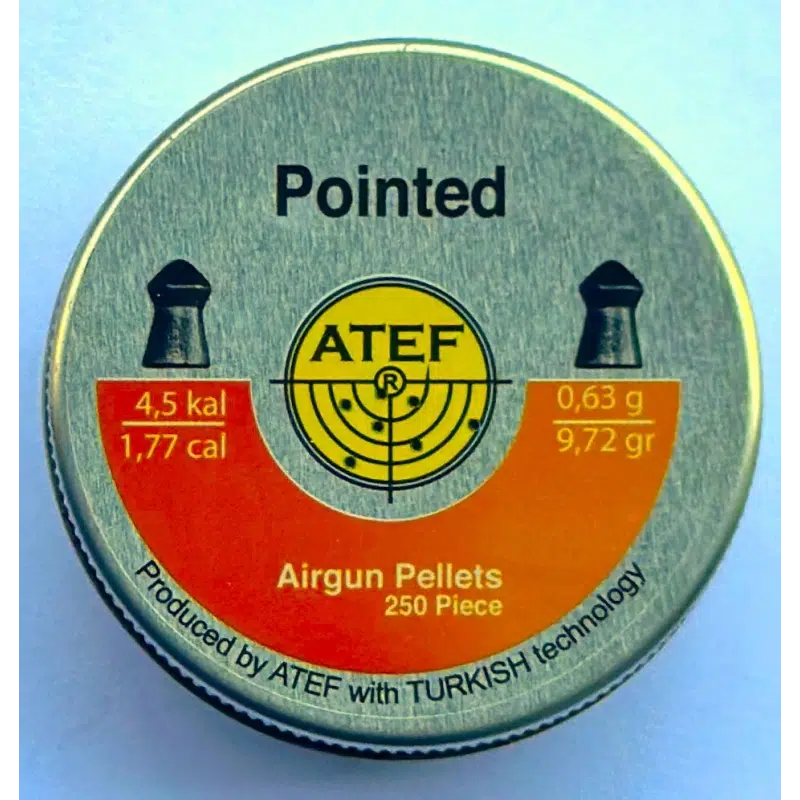 Pointed
ATEF
®
4,5 kal
1,77 cal
0,63 g
9,72 gr
Airgun Pellets
250 Piece
Produced by ATEF with TURKISH technology